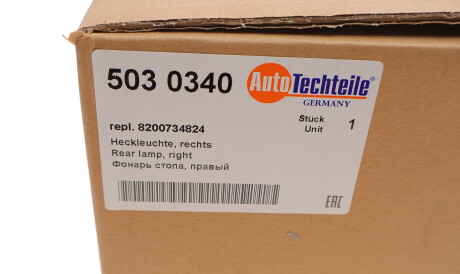 503 0340
AutoTechteile®
GERMANY
Stück
Unit 1
repl. 8200734824
Heckleuchte, rechts
Rear lamp, right
Фонарь стопа, правый
EAC